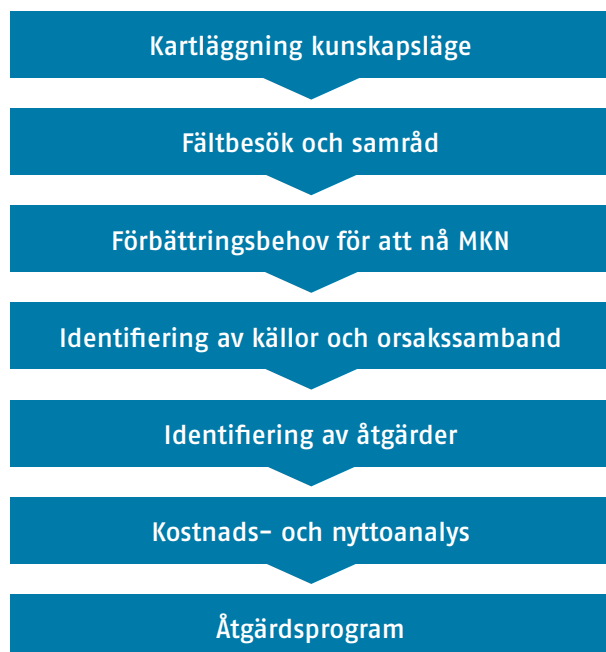 Kartläggning kunskapsläge
Fältbesök och samråd
Förbättringsbehov för att nå MKN
Identifiering av källor och orsakssamband
Identifiering av åtgärder
Kostnads- och nyttoanalys
Åtgärdsprogram